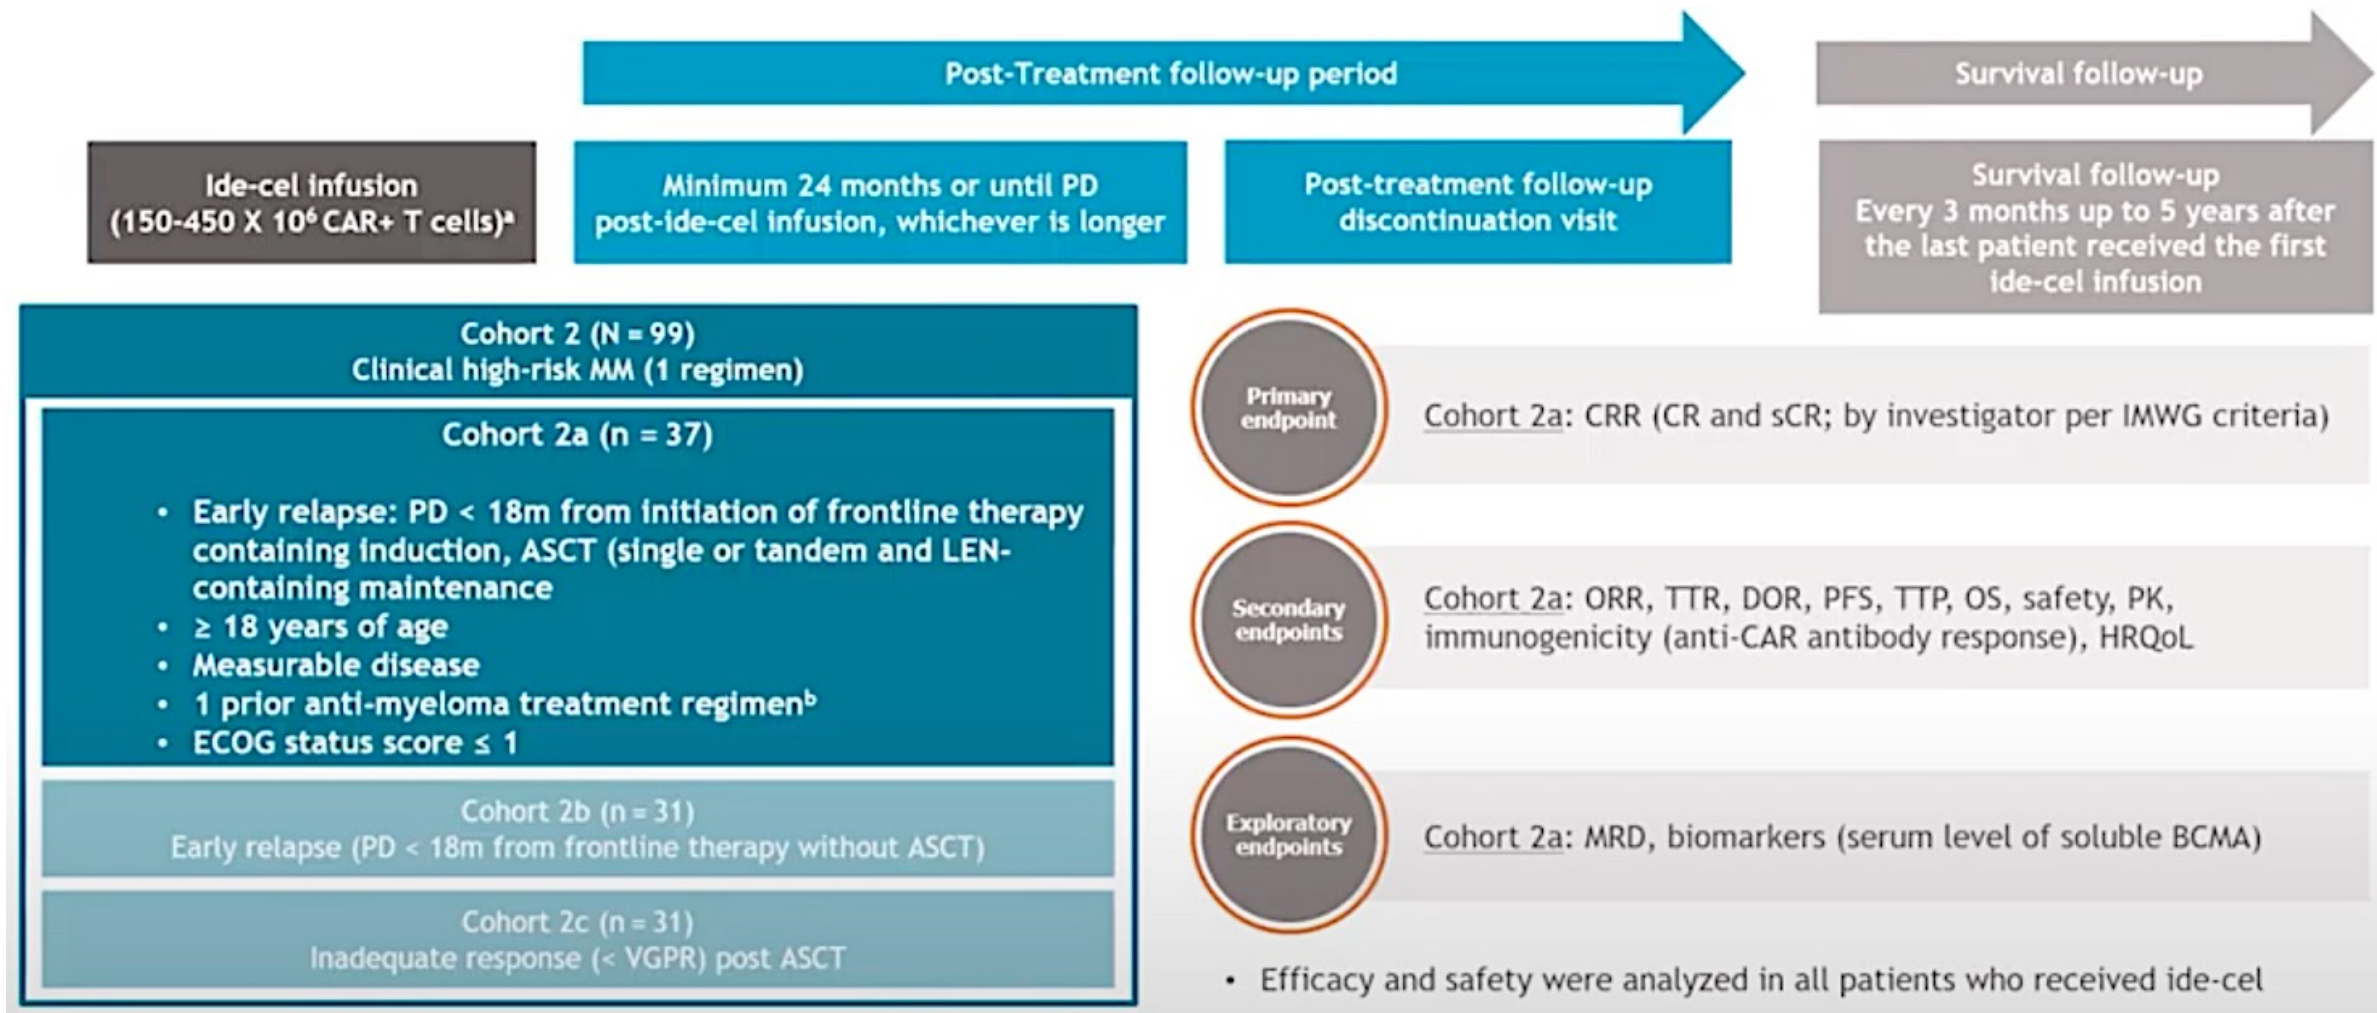 Post-Treatment follow-up period
Survival follow-up
Ide-cel infusion
(150-450 X 10⁶ CAR+ T cells)ᵃ
Minimum 24 months or until PD
post-ide-cel infusion, whichever is longer
Post-treatment follow-up
discontinuation visit
Survival follow-up
Every 3 months up to 5 years after
the last patient received the first
ide-cel infusion
Cohort 2 (N = 99)
Clinical high-risk MM (1 regimen)
Cohort 2a (n = 37)
• Early relapse: PD < 18m from initiation of frontline therapy
containing induction, ASCT (single or tandem and LEN-
containing maintenance
• ≥ 18 years of age
• Measurable disease
• 1 prior anti-myeloma treatment regimenᵇ
• ECOG status score ≤ 1
Cohort 2b (n = 31)
Early relapse (PD < 18m from frontline therapy without ASCT)
Cohort 2c (n = 31)
Inadequate response (< VGPR) post ASCT
Primary
endpoint
Cohort 2a: CRR (CR and sCR; by investigator per IMWG criteria)
Secondary
endpoints
Cohort 2a: ORR, TTR, DOR, PFS, TTP, OS, safety, PK,
immunogenicity (anti-CAR antibody response), HRQoL
Exploratory
endpoints
Cohort 2a: MRD, biomarkers (serum level of soluble BCMA)
• Efficacy and safety were analyzed in all patients who received ide-cel